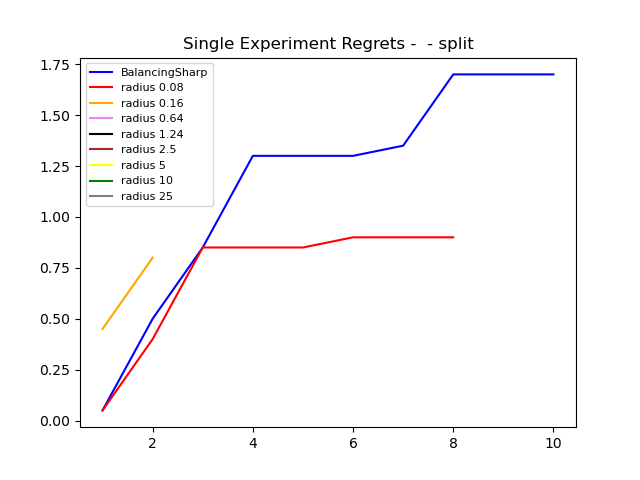 Single Experiment Regrets -  - split
1.75
1.50
1.25
1.00
0.75
0.50
0.25
0.00
BalancingSharp
radius 0.08
radius 0.16
radius 0.64
radius 1.24
radius 2.5
radius 5
radius 10
radius 25
2 4 6 8 10